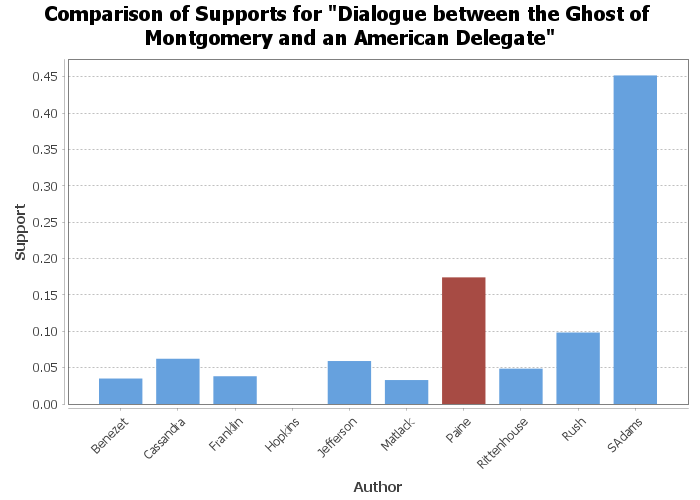 Comparison of Supports for "Dialogue between the Ghost of
Montgomery and an American Delegate"
0.45
0.40
0.35
0.30
0.25
0.20
0.15
0.10
0.05
0.00
Support
Benezet
Cassandra
Franklin
Hopkins
Jefferson
Matlack
Paine
Rittenhouse
Rush
SAdams
Author